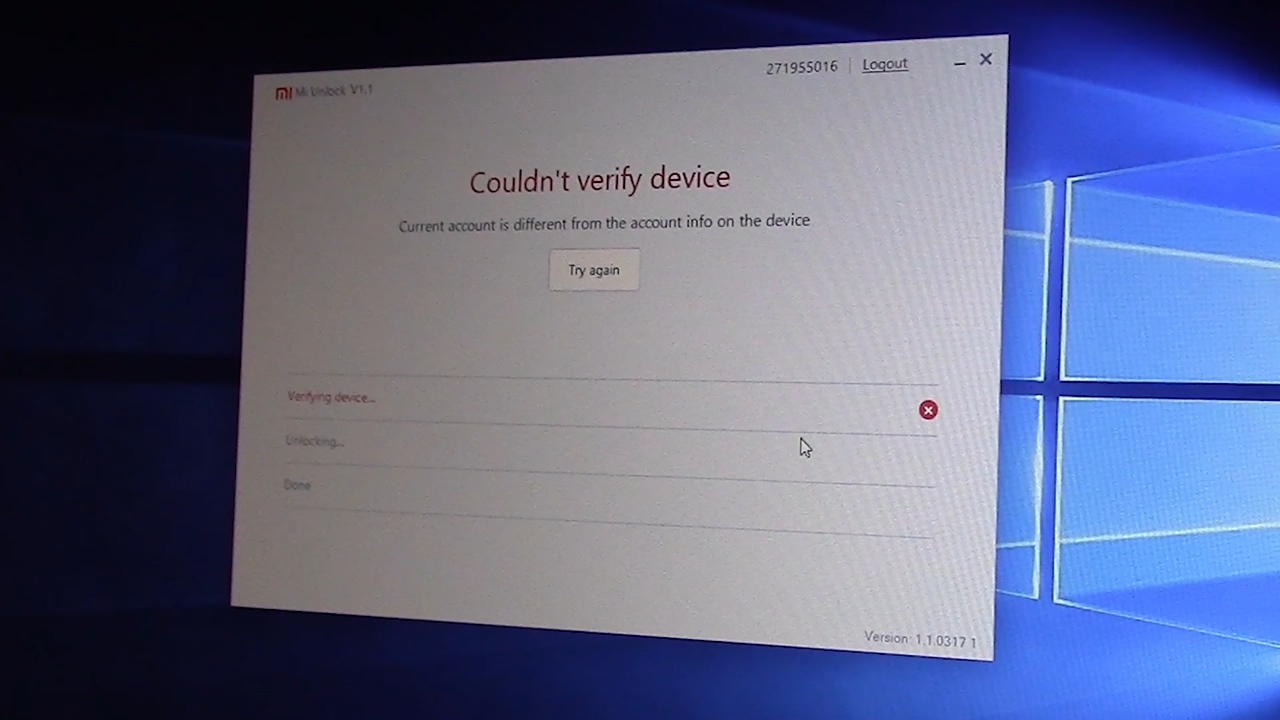 271955016 | Logout
MI Mi Unlock V1.1
Couldn't verify device
Current account is different from the account info on the device
Try again
Verifying device...
Unlocking...
Done
Version: 1.1.0317 1